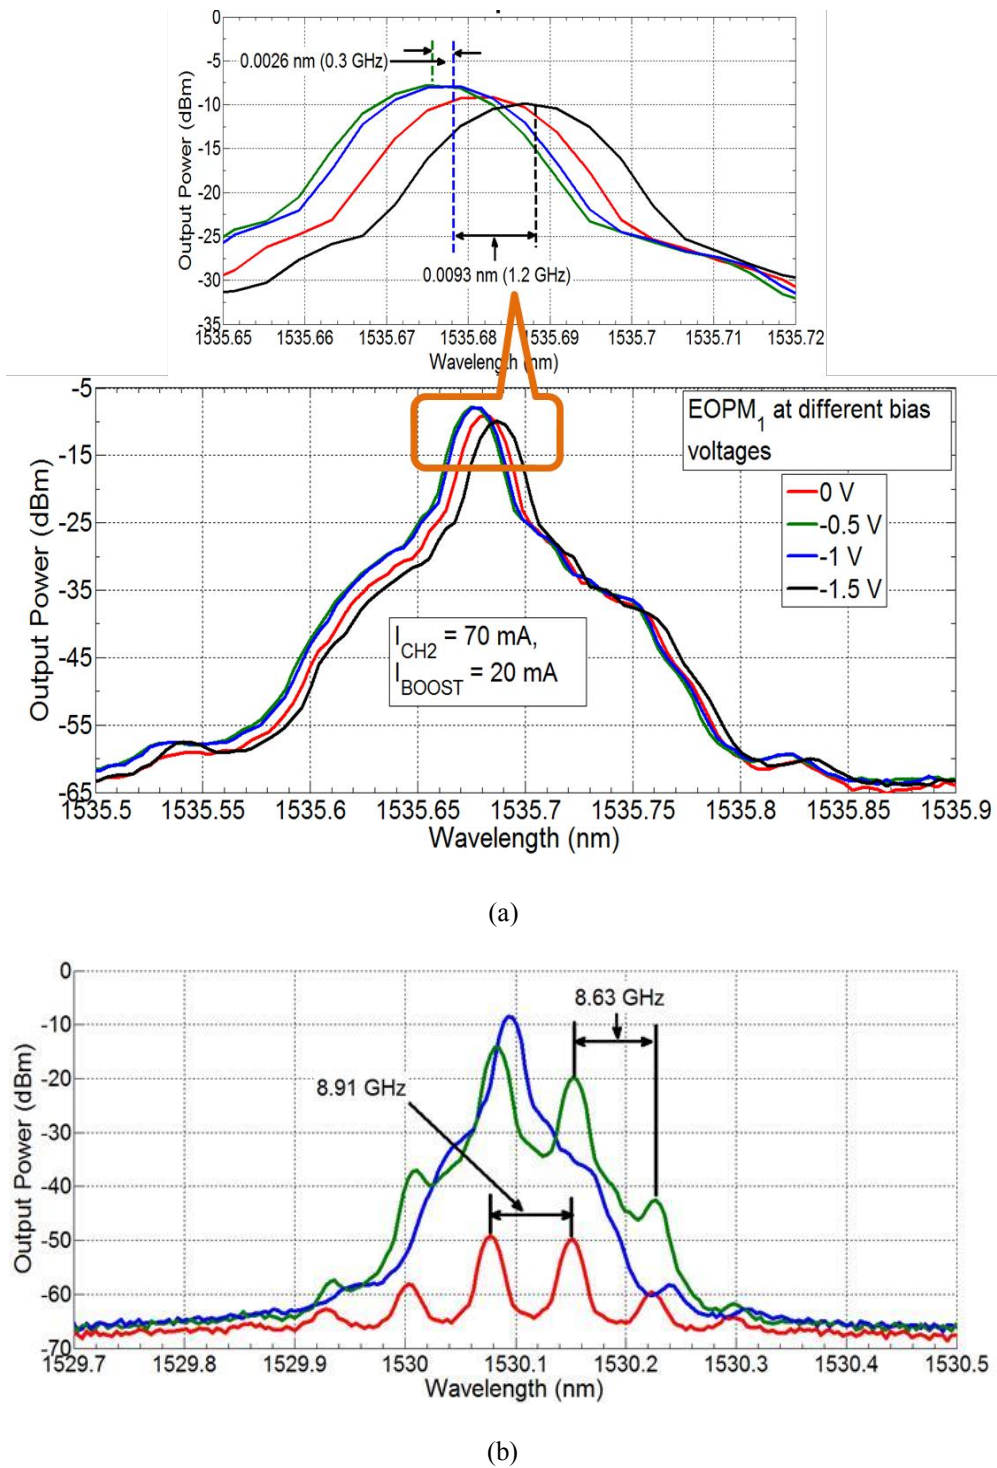 0
-5
-10
-15
-20
-25
-30
-35
Output Power (dBm)
0.0026 nm (0.3 GHz)
0.0093 nm (1.2 GHz)
1535.65 1535.66 1535.67 1535.68 1535.69 1535.7 1535.71 1535.72
Wavelength (nm)
-5
-15
-25
-35
-45
-55
-65
Output Power (dBm)
EOPM1 at different bias
voltages
0 V
-0.5 V
-1 V
-1.5 V
ICH2 = 70 mA,
IBOOST = 20 mA
1535.5 1535.55 1535.6 1535.65 1535.7 1535.75 1535.8 1535.85 1535.9
Wavelength (nm)
(a)
0
-10
-20
-30
-40
-50
-60
-70
Output Power (dBm)
8.63 GHz
8.91 GHz
1529.7 1529.8 1529.9 1530 1530.1 1530.2 1530.3 1530.4 1530.5
Wavelength (nm)
(b)